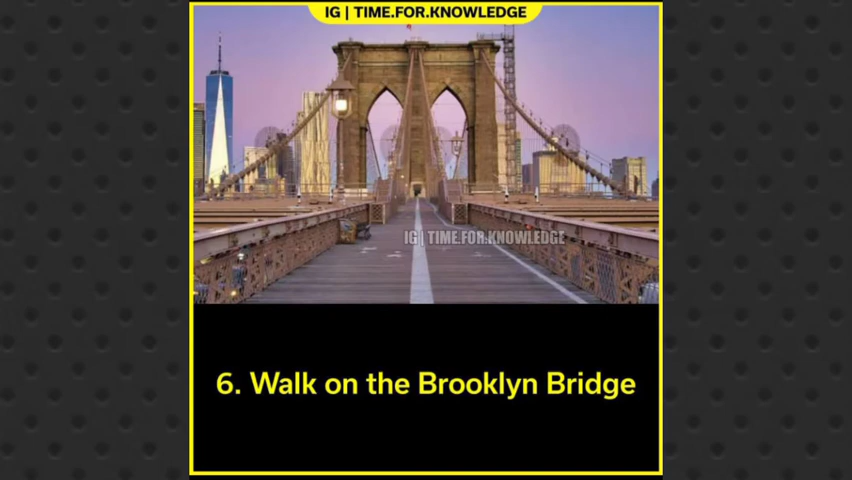 IG | TIME.FOR.KNOWLEDGE
IG | TIME.FOR.KNOWLEDGE
6. Walk on the Brooklyn Bridge